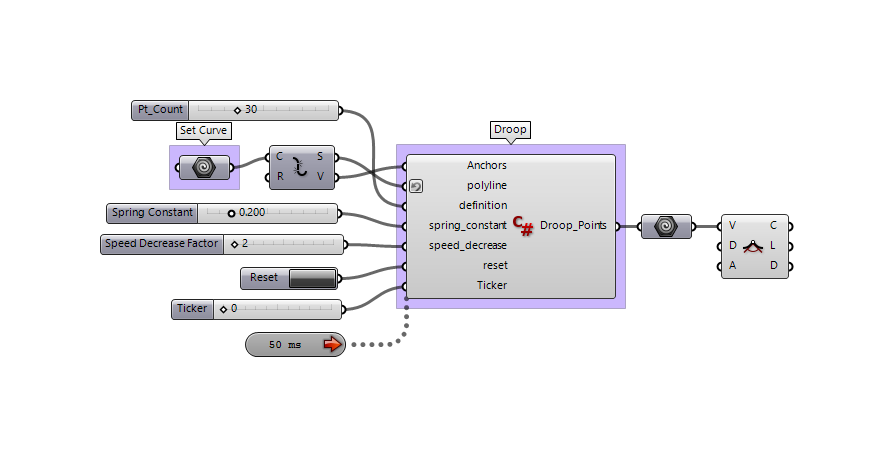 Pt_Count 30
Set Curve
C S
R V
Spring Constant 0.200
Speed Decrease Factor 2
Reset
Ticker 0
50 ms
Droop
Anchors
polyline
definition
spring_constant C# Droop_Points
speed_decrease
reset
Ticker
V C
D L
A D